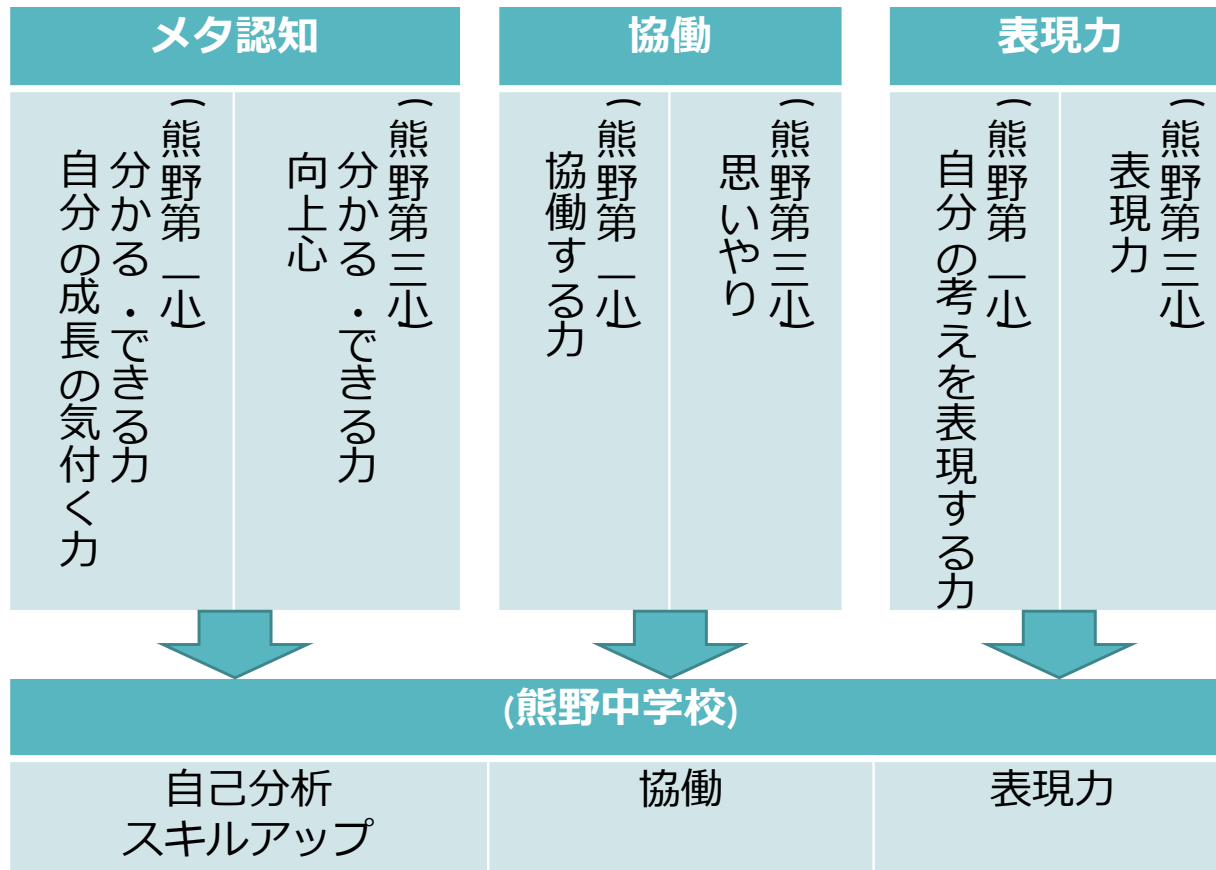 メタ認知
(熊野第一小)
分かる・できる力
自分の成長の気付く力
(熊野第三小)
分かる・できる力
向上心
協働
(熊野第一小)
協働する力
(熊野第三小)
思いやり
表現力
(熊野第一小)
自分の考えを表現する力
(熊野第三小)
表現力
(熊野中学校)
自己分析
スキルアップ
協働
表現力